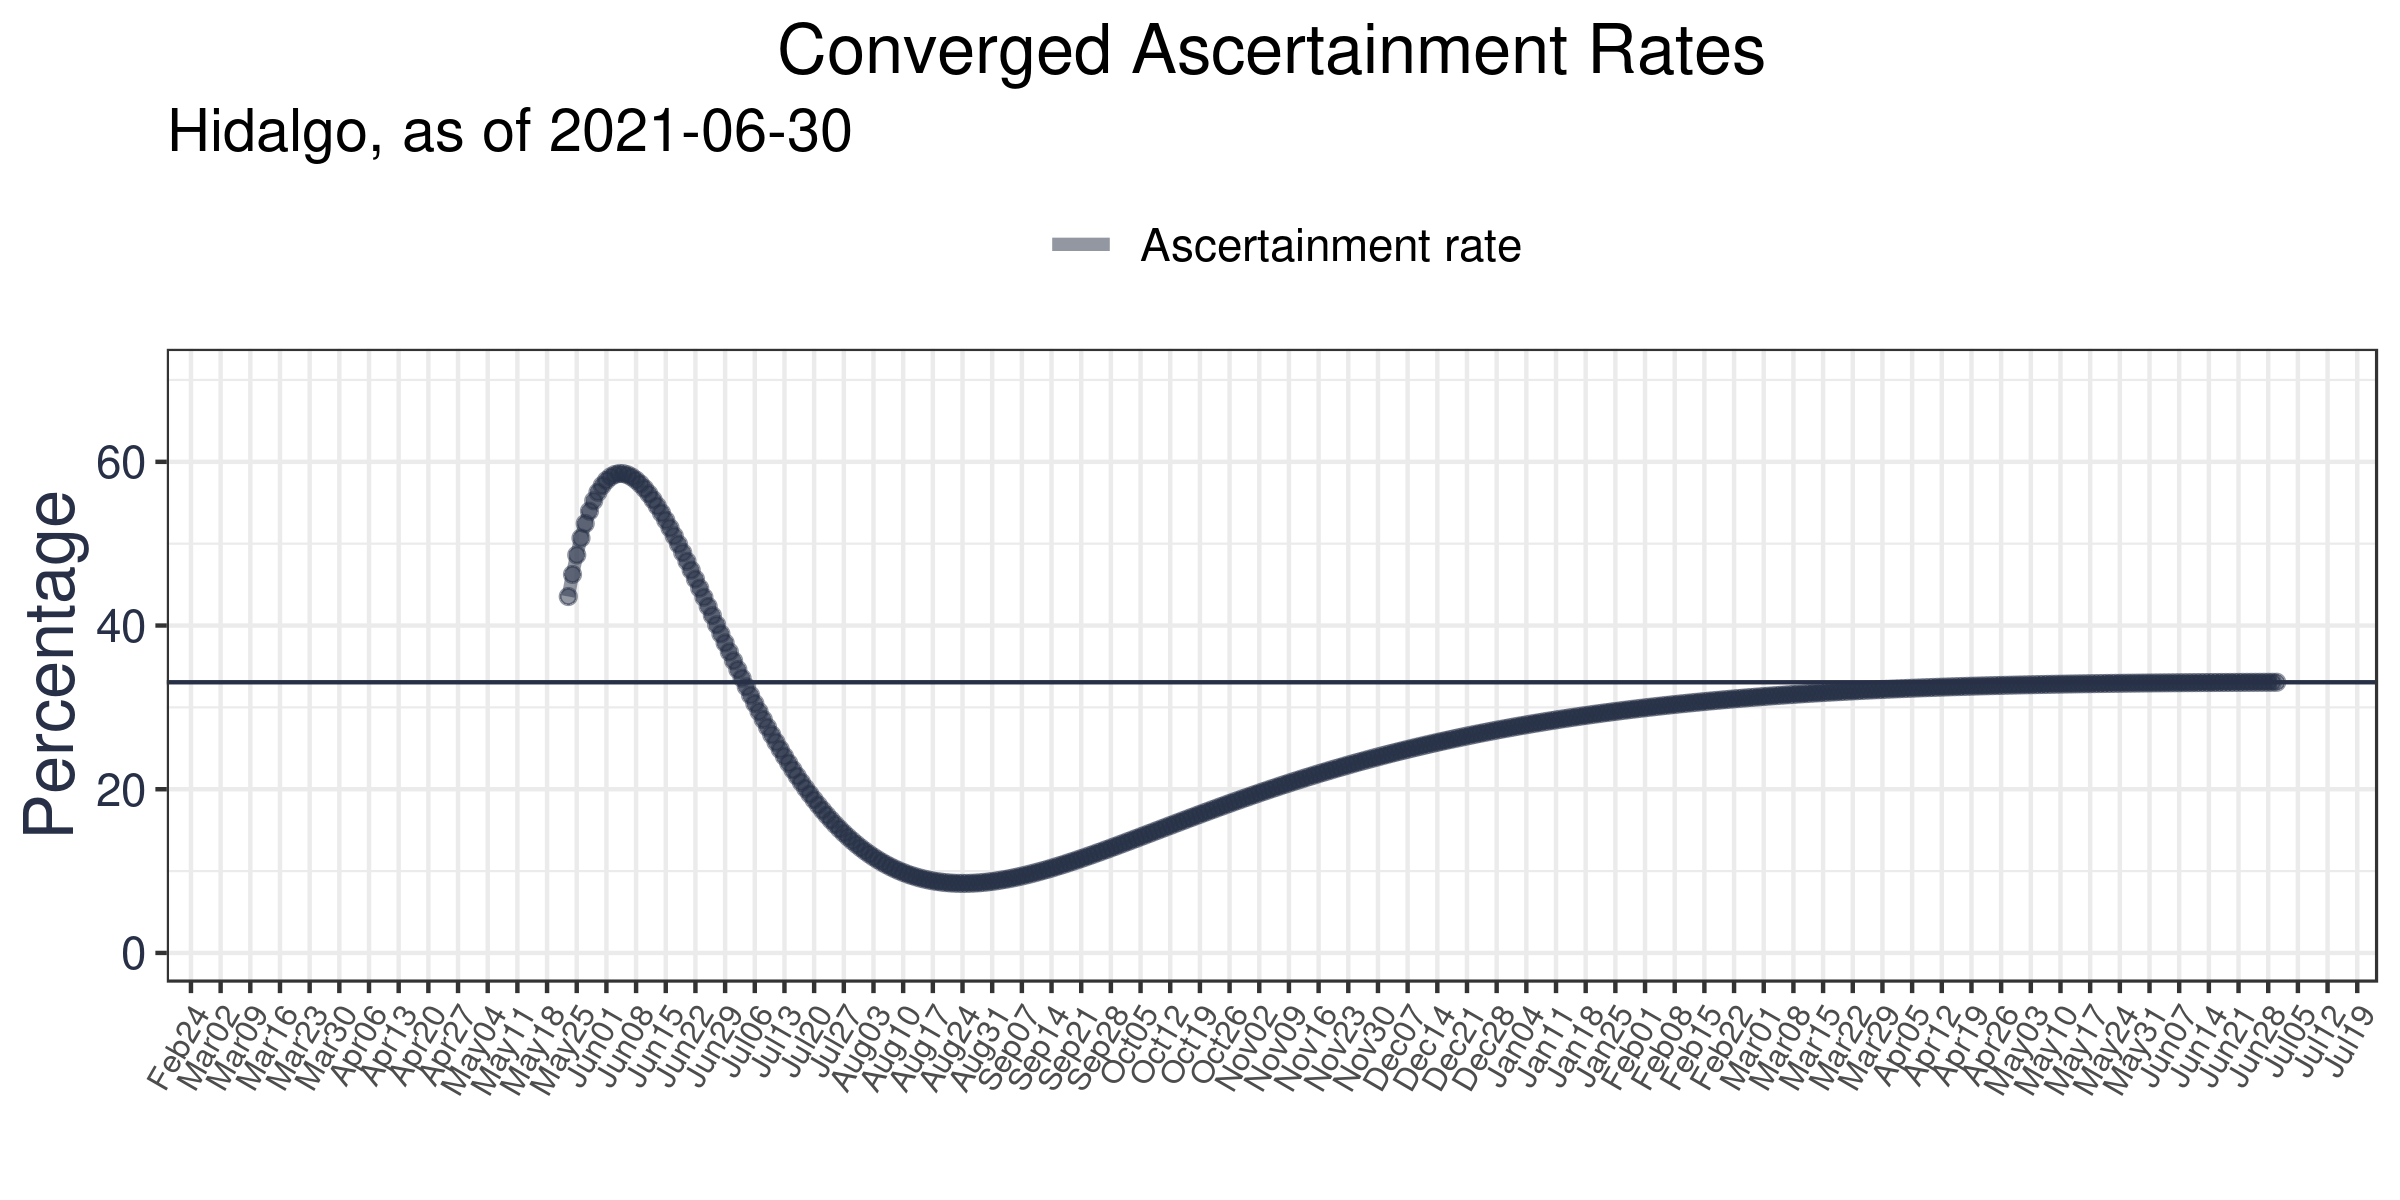 Converged Ascertainment Rates
Hidalgo, as of 2021-06-30
Ascertainment rate
Percentage
60
40
20
0
Feb24
Mar02
Mar09
Mar16
Mar23
Mar30
Apr06
Apr13
Apr20
Apr27
May04
May11
May18
May25
Jun01
Jun08
Jun15
Jun22
Jun29
Jul06
Jul13
Jul20
Jul27
Aug03
Aug10
Aug17
Aug24
Aug31
Sep07
Sep14
Sep21
Sep28
Oct05
Oct12
Oct19
Oct26
Nov02
Nov09
Nov16
Nov23
Nov30
Dec07
Dec14
Dec21
Dec28
Jan04
Jan11
Jan18
Jan25
Feb01
Feb08
Feb15
Feb22
Mar01
Mar08
Mar15
Mar22
Mar29
Apr05
Apr12
Apr19
Apr26
May03
May10
May17
May24
May31
Jun07
Jun14
Jun21
Jun28
Jul05
Jul12
Jul19